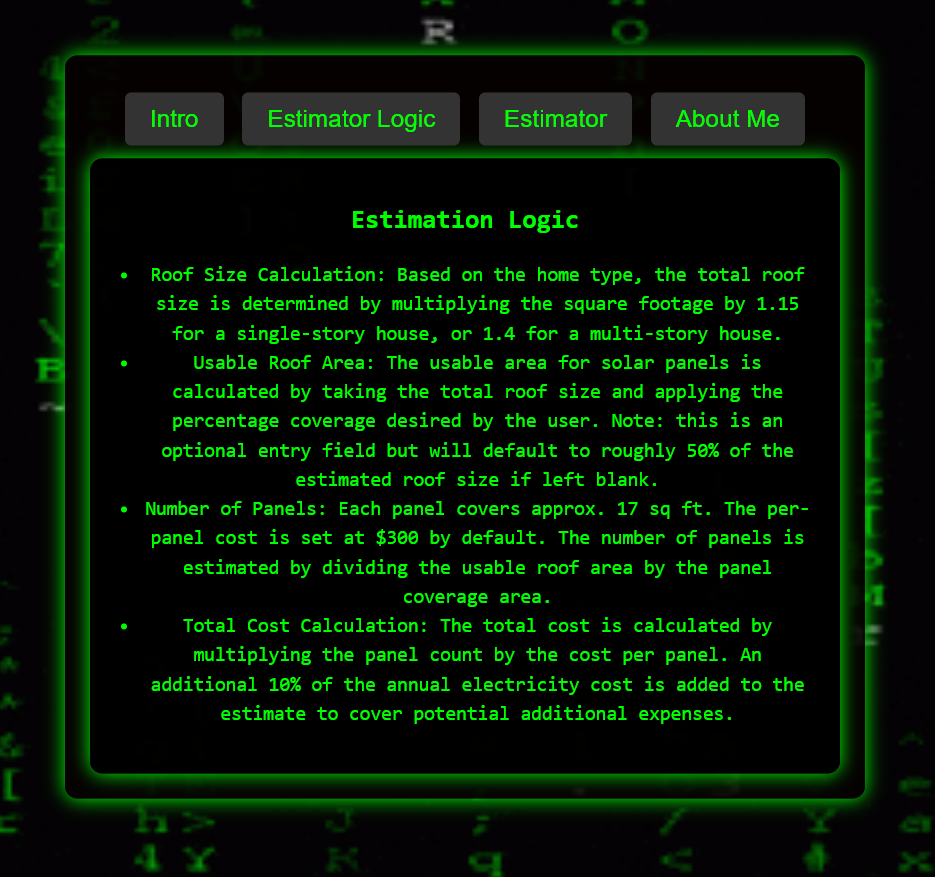 Intro
Estimator Logic
Estimator
About Me
Estimation Logic
• Roof Size Calculation: Based on the home type, the total roof
size is determined by multiplying the square footage by 1.15
for a single-story house, or 1.4 for a multi-story house.
• Usable Roof Area: The usable area for solar panels is
calculated by taking the total roof size and applying the
percentage coverage desired by the user. Note: this is an
optional entry field but will default to roughly 50% of the
estimated roof size if left blank.
• Number of Panels: Each panel covers approx. 17 sq ft. The per-
panel cost is set at $300 by default. The number of panels is
estimated by dividing the usable roof area by the panel
coverage area.
• Total Cost Calculation: The total cost is calculated by
multiplying the panel count by the cost per panel. An
additional 10% of the annual electricity cost is added to the
estimate to cover potential additional expenses.